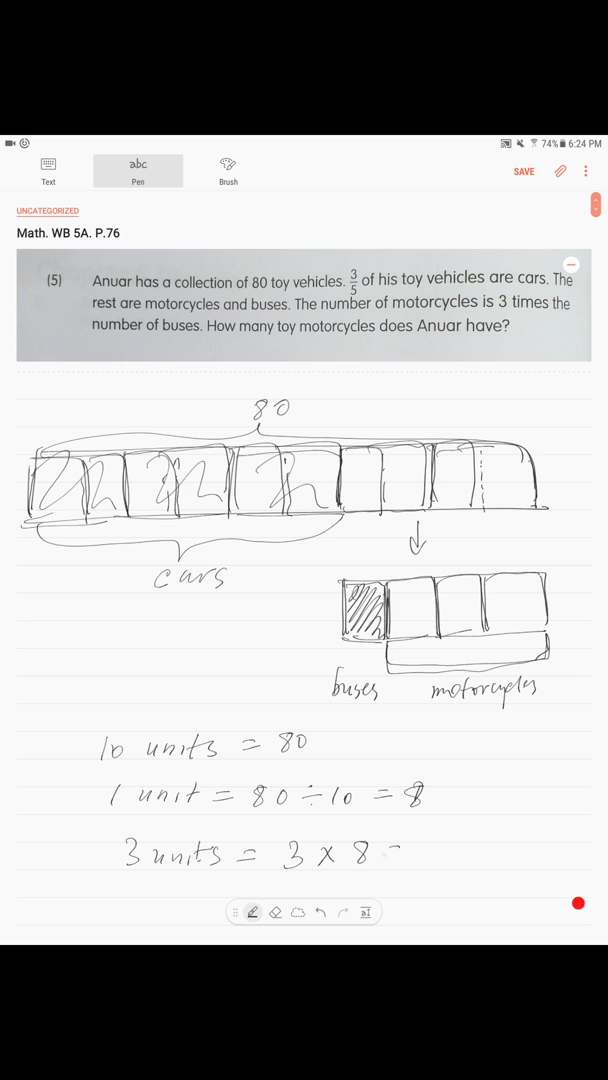 74% 6:24 PM
abc
Text Pen Brush SAVE
UNCATEGORIZED
Math. WB 5A. P.76
(5) Anuar has a collection of 80 toy vehicles. 3/5 of his toy vehicles are cars. The
rest are motorcycles and buses. The number of motorcycles is 3 times the
number of buses. How many toy motorcycles does Anuar have?
80
cars
buses motorcycles
10 units = 80
1 unit = 80 ÷ 10 = 8
3 units = 3 × 8 -
aI